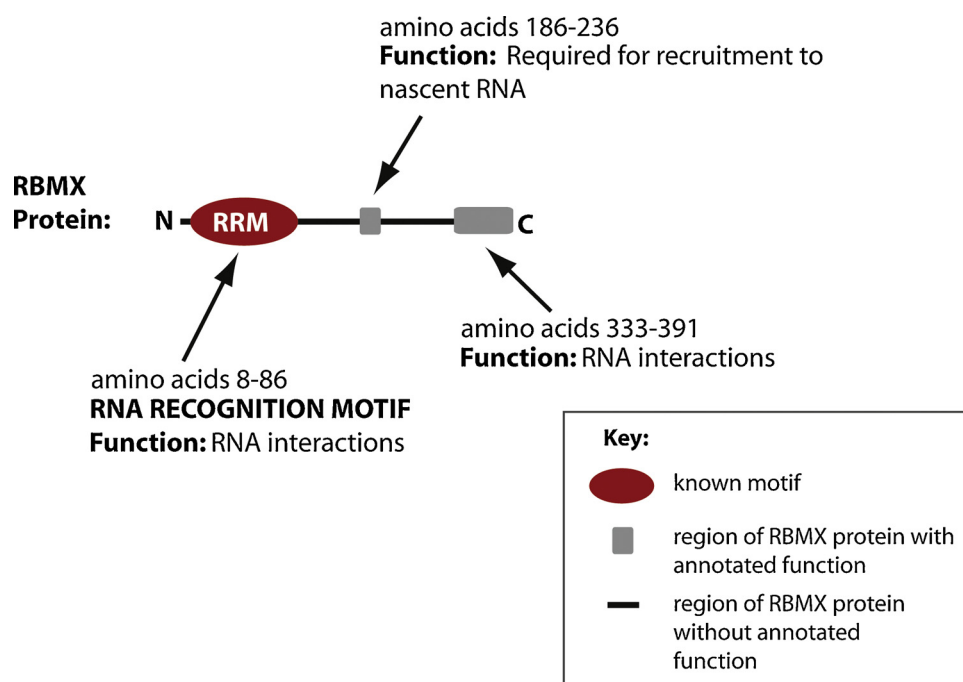 amino acids 186-236
Function: Required for recruitment to
nascent RNA
RBMX
Protein:
N
RRM
C
amino acids 333-391
Function: RNA interactions
amino acids 8-86
RNA RECOGNITION MOTIF
Function: RNA interactions
Key:
known motif
region of RBMX protein with
annotated function
region of RBMX protein
without annotated
function